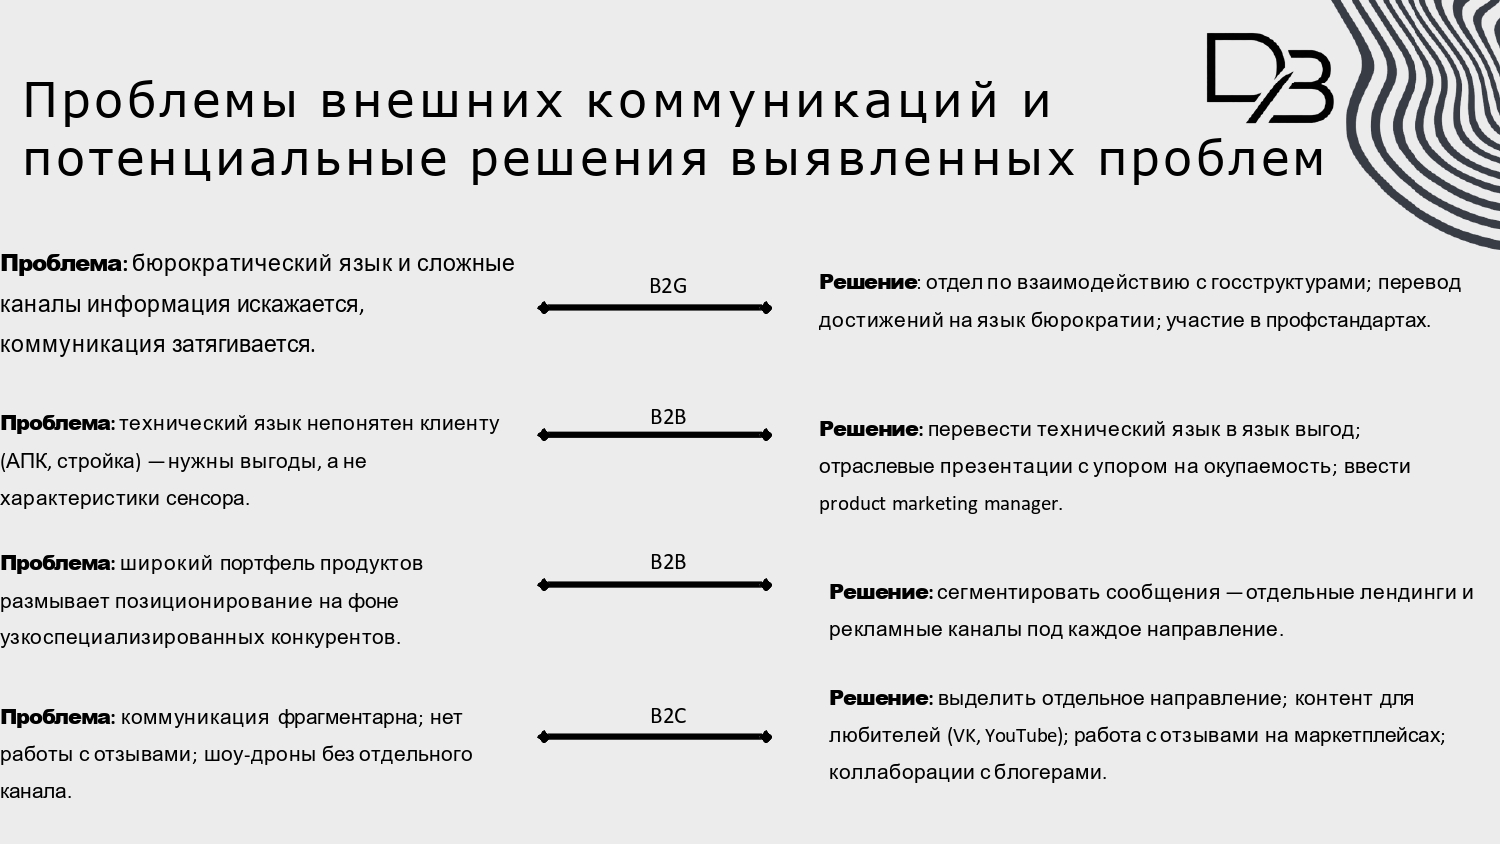 DB
Проблемы внешних коммуникаций и
потенциальные решения выявленных проблем
Проблема: бюрократический язык и сложные
каналы информация искажается,
коммуникация затягивается.
B2G
Решение: отдел по взаимодействию с госструктурами; перевод
достижений на язык бюрократии; участие в профстандартах.
Проблема: технический язык непонятен клиенту
(АПК, стройка) — нужны выгоды, а не
характеристики сенсора.
B2B
Решение: перевести технический язык в язык выгод;
отраслевые презентации с упором на окупаемость; ввести
product marketing manager.
Проблема: широкий портфель продуктов
размывает позиционирование на фоне
узкоспециализированных конкурентов.
B2B
Решение: сегментировать сообщения — отдельные лендинги и
рекламные каналы под каждое направление.
Проблема: коммуникация фрагментарна; нет
работы с отзывами; шоу-дроны без отдельного
канала.
B2C
Решение: выделить отдельное направление; контент для
любителей (VK, YouTube); работа с отзывами на маркетплейсах;
коллаборации с блогерами.